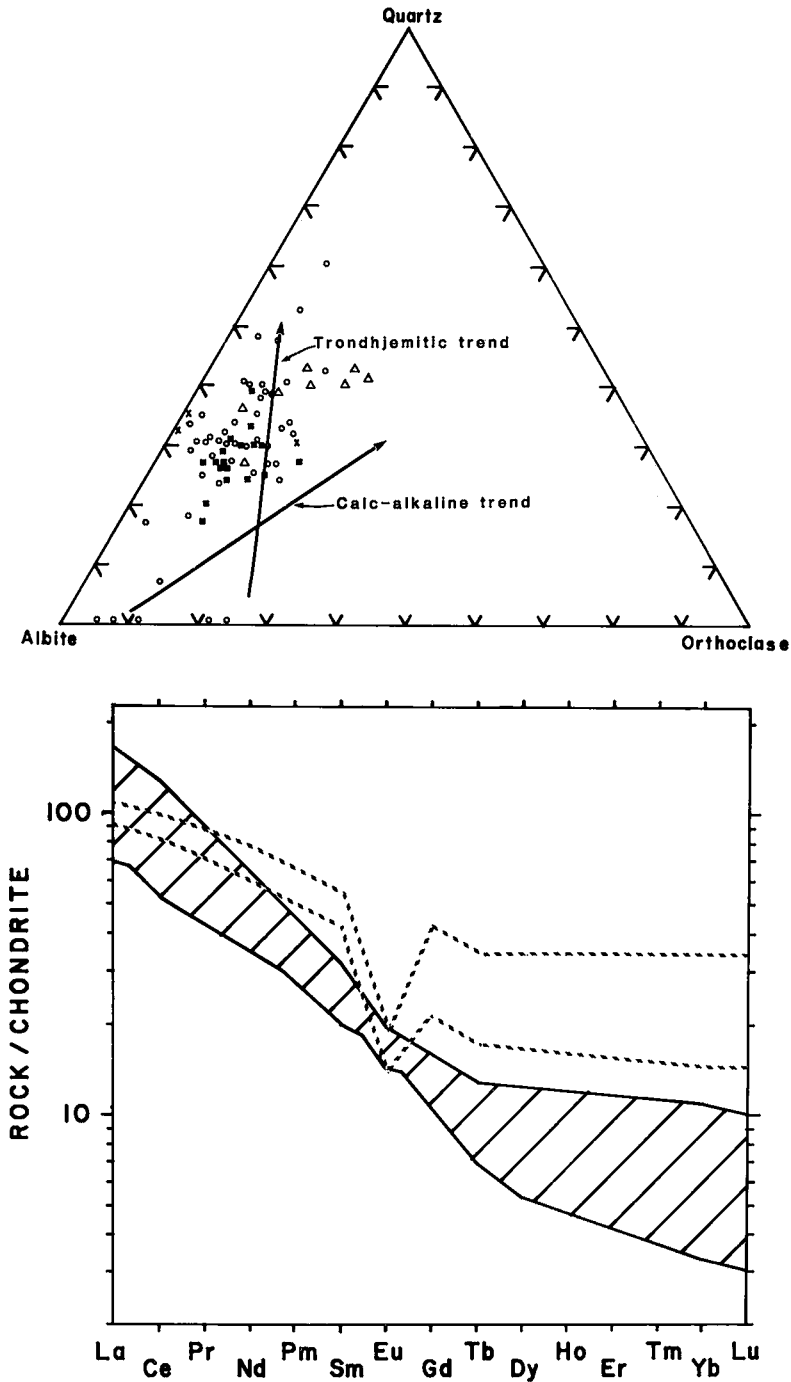 Quartz
Trondhjemitic trend
Calc-alkaline trend
Albite
Orthoclase
100
10
ROCK / CHONDRITE
La Ce Pr Nd Pm Sm Eu Gd Tb Dy Ho Er Tm Yb Lu